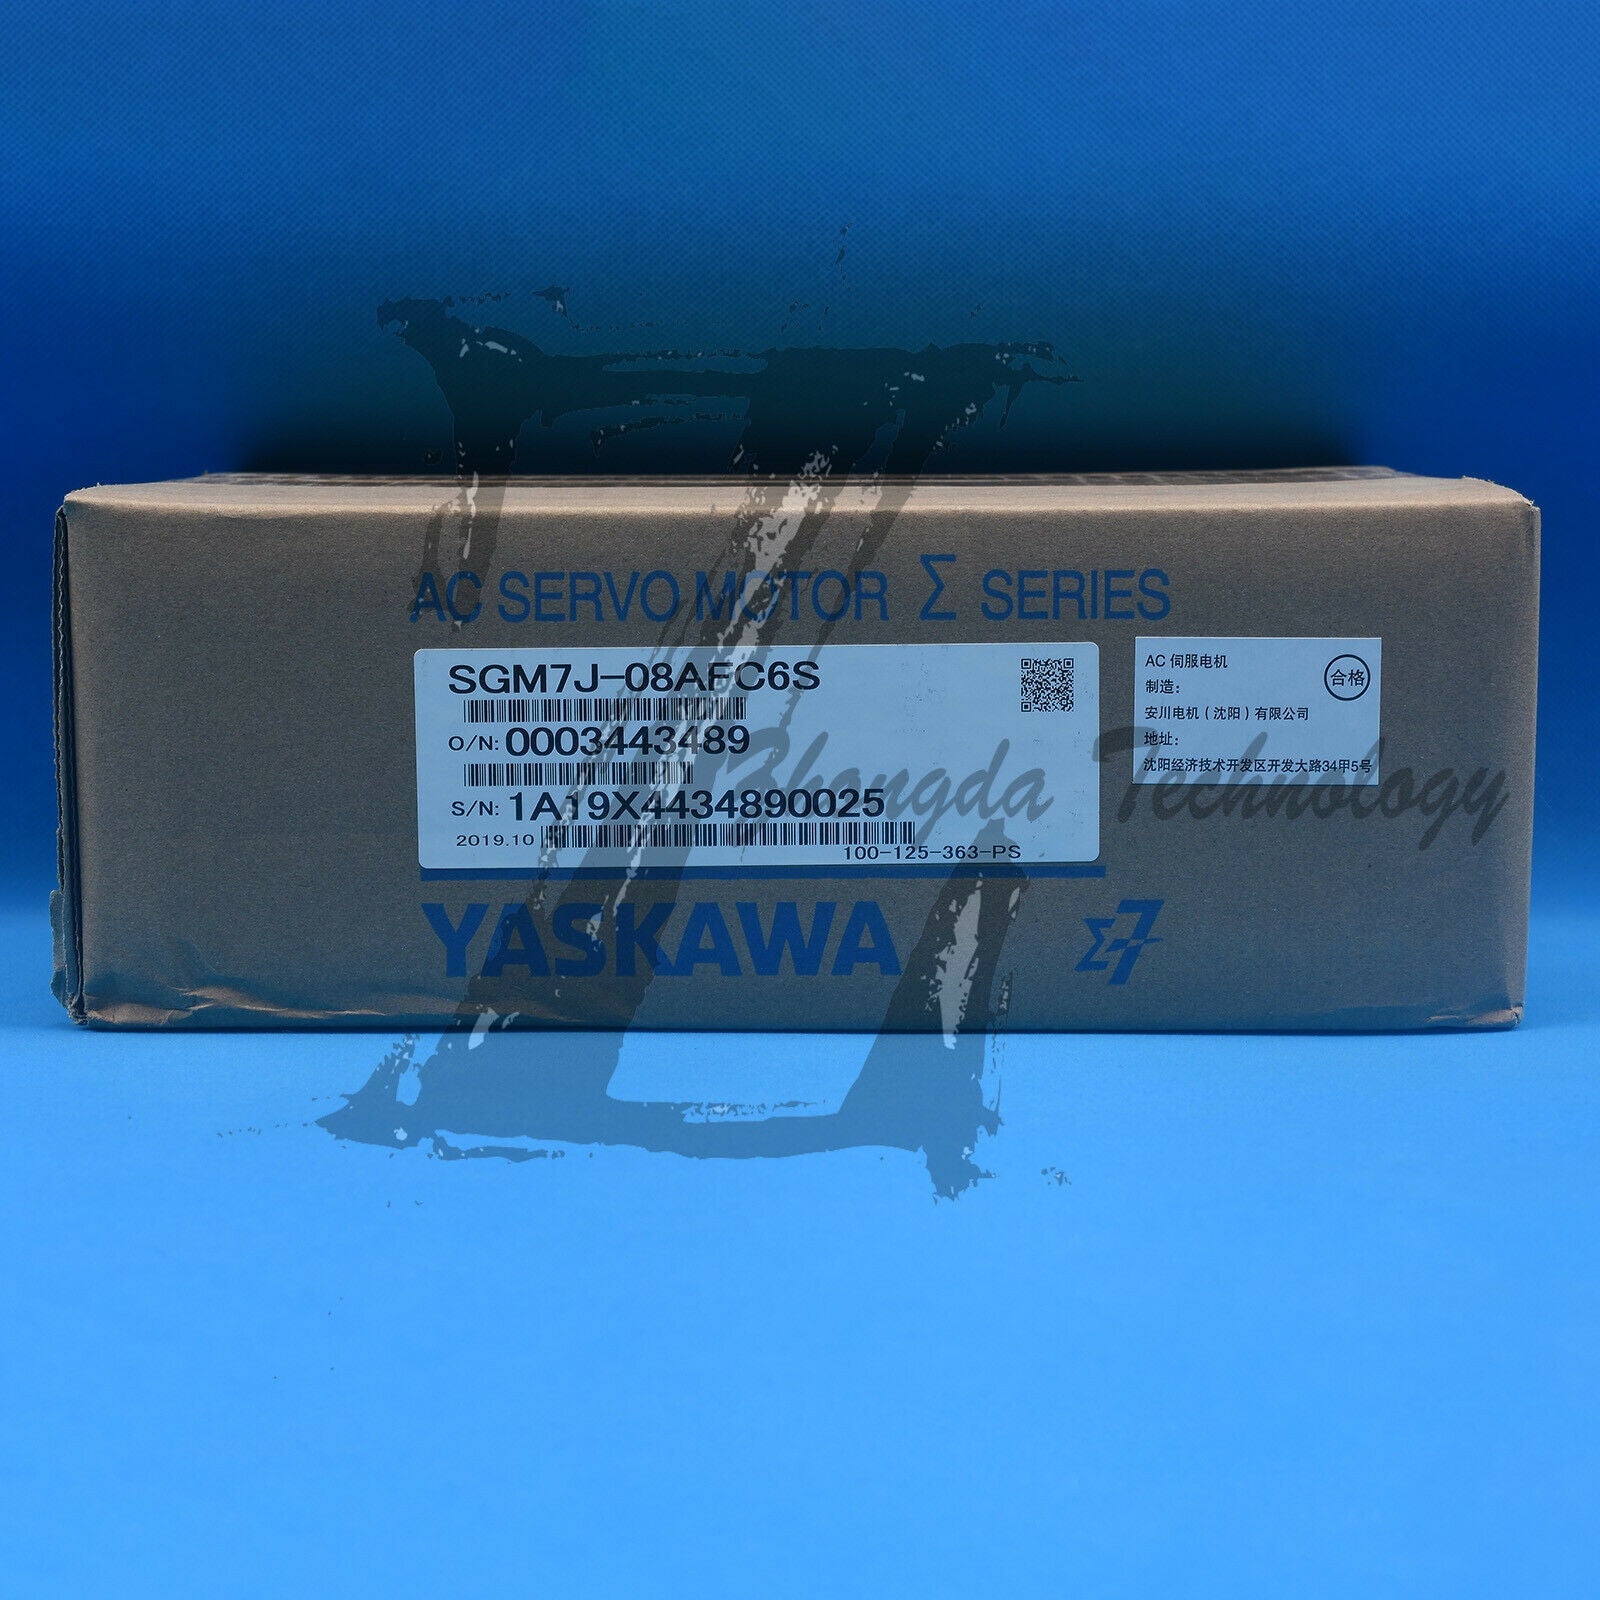 AC SERVO MOTOR Σ SERIES
SGM7J-08AFC6S
O/N: 0003443489
S/N: 1A19X4434890025
2019.10
100-125-363-PS
AC 伺服电机
合格
制造：
安川电机（沈阳）有限公司
地址：
沈阳经济技术开发区开发大路34甲5号
YASKAWA
Σ7
Zhongda Technology